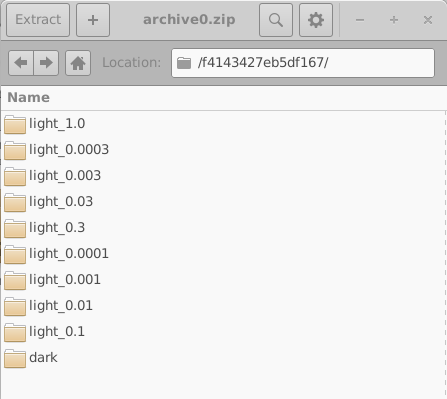 Extract + archive0.zip − + ×
Location: /f4143427eb5df167/
Name
light_1.0
light_0.0003
light_0.003
light_0.03
light_0.3
light_0.0001
light_0.001
light_0.01
light_0.1
dark